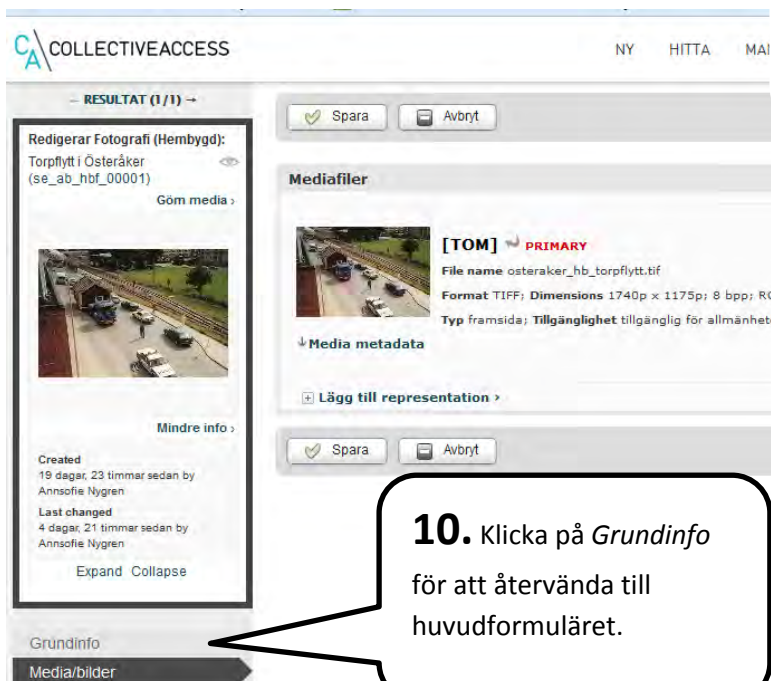 CA COLLECTIVEACCESS
NY HITTA
← RESULTAT (1/1) →
Redigerar Fotografi (Hembygd):
Torpflytt i Österåker
(se_ab_hbf_00001)
Göm media ›
Mindre info ›
Created
19 dagar, 23 timmar sedan by
Annsofie Nygren
Last changed
4 dagar, 21 timmar sedan by
Annsofie Nygren
Expand Collapse
Grundinfo
Media/bilder
Spara Avbryt
Mediafiler
[TOM] PRIMARY
File name osteraker_hb_torpflytt.tif
Format TIFF; Dimensions 1740p x 1175p; 8 bpp;
Typ framsida; Tillgänglighet tillgänglig för
Media metadata
Lägg till representation ›
Spara Avbryt
10. Klicka på Grundinfo
för att återvända till
huvudformuläret.